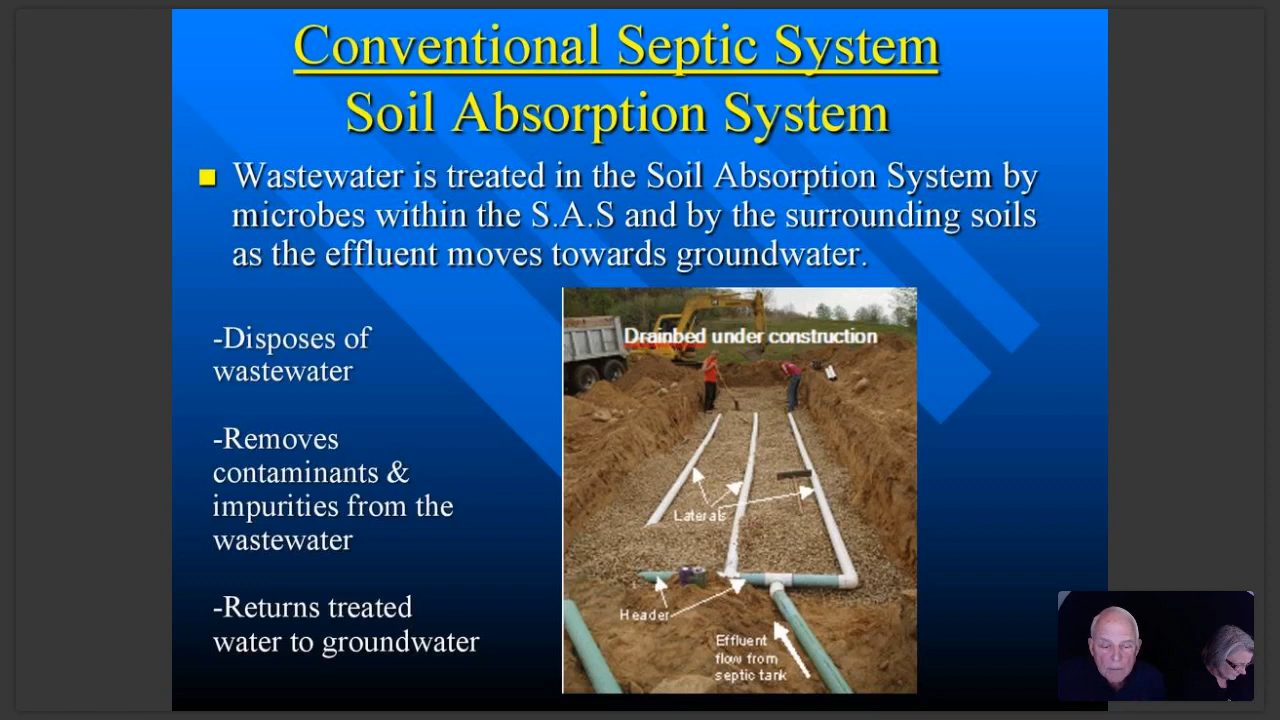 Conventional Septic System
Soil Absorption System
Wastewater is treated in the Soil Absorption System by
microbes within the S.A.S and by the surrounding soils
as the effluent moves towards groundwater.
-Disposes of
wastewater
-Removes
contaminants &
impurities from the
wastewater
-Returns treated
water to groundwater
Drainbed under construction
Laterals
Header
Effluent
flow from
septic tank